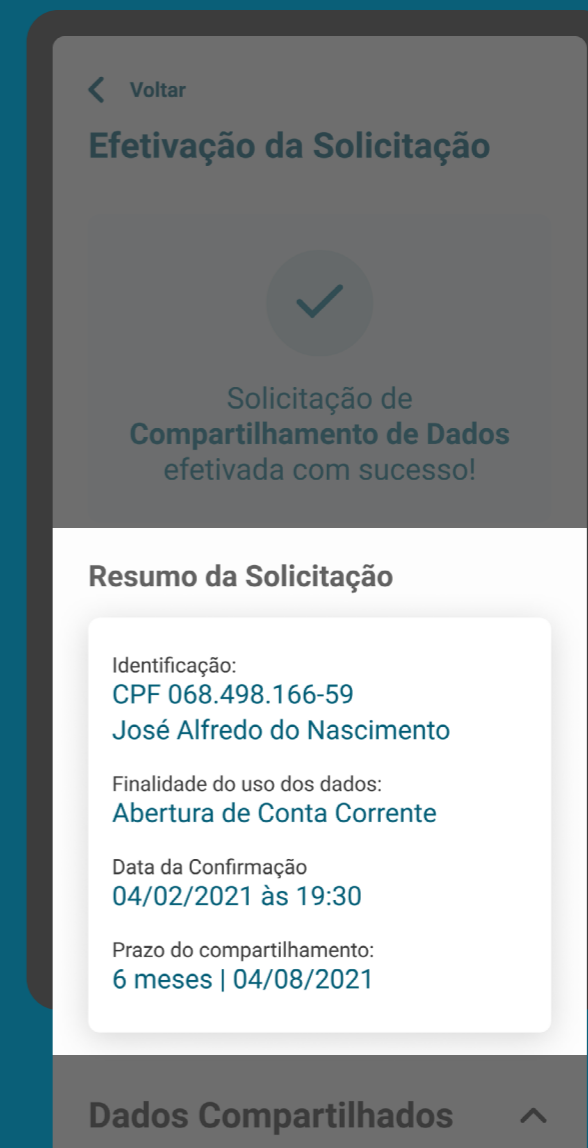 Voltar
Efetivação da Solicitação
Solicitação de
Compartilhamento de Dados
efetivada com sucesso!
Resumo da Solicitação
Identificação:
CPF 068.498.166-59
José Alfredo do Nascimento
Finalidade do uso dos dados:
Abertura de Conta Corrente
Data da Confirmação
04/02/2021 às 19:30
Prazo do compartilhamento:
6 meses | 04/08/2021
Dados Compartilhados